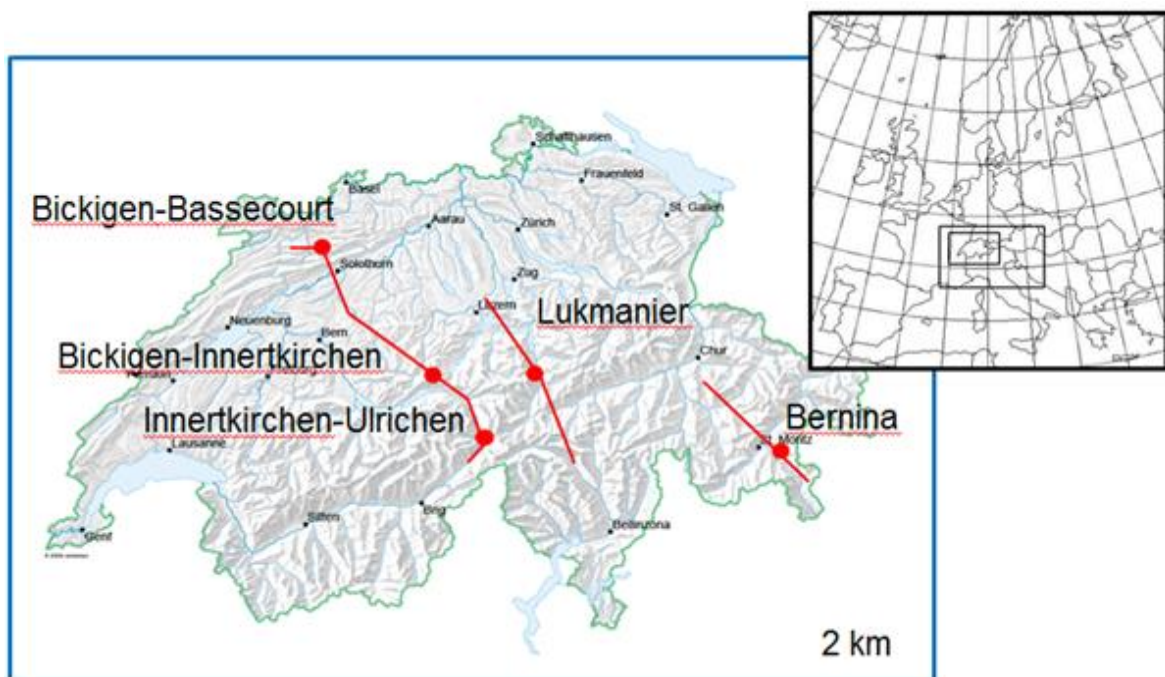 Schaffhausen
Basel
Frauenfeld
St. Gallen
Bickigen-Bassecourt
Aarau
Zürich
Solothurn
Zug
Luzern
Lukmanier
Neuenburg
Bern
Bickigen-Innertkirchen
Chur
Innertkirchen-Ulrichen
Bernina
St. Moritz
Lausanne
Brig
Sitten
Bellinzona
Genf
2 km